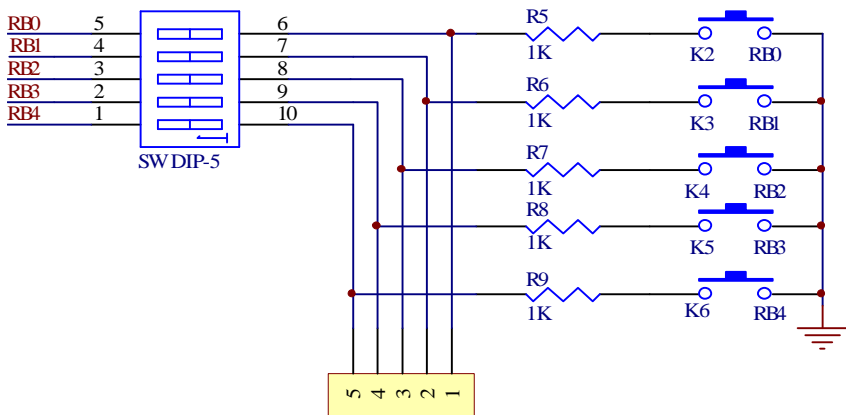 RB0 5 6 R5
RB1 4 7 1K K2 RB0
RB2 3 8 R6
RB3 2 9 1K K3 RB1
RB4 1 10 R7
SW DIP-5 1K K4 RB2
R8
1K K5 RB3
R9
1K K6 RB4
5 4 3 2 1